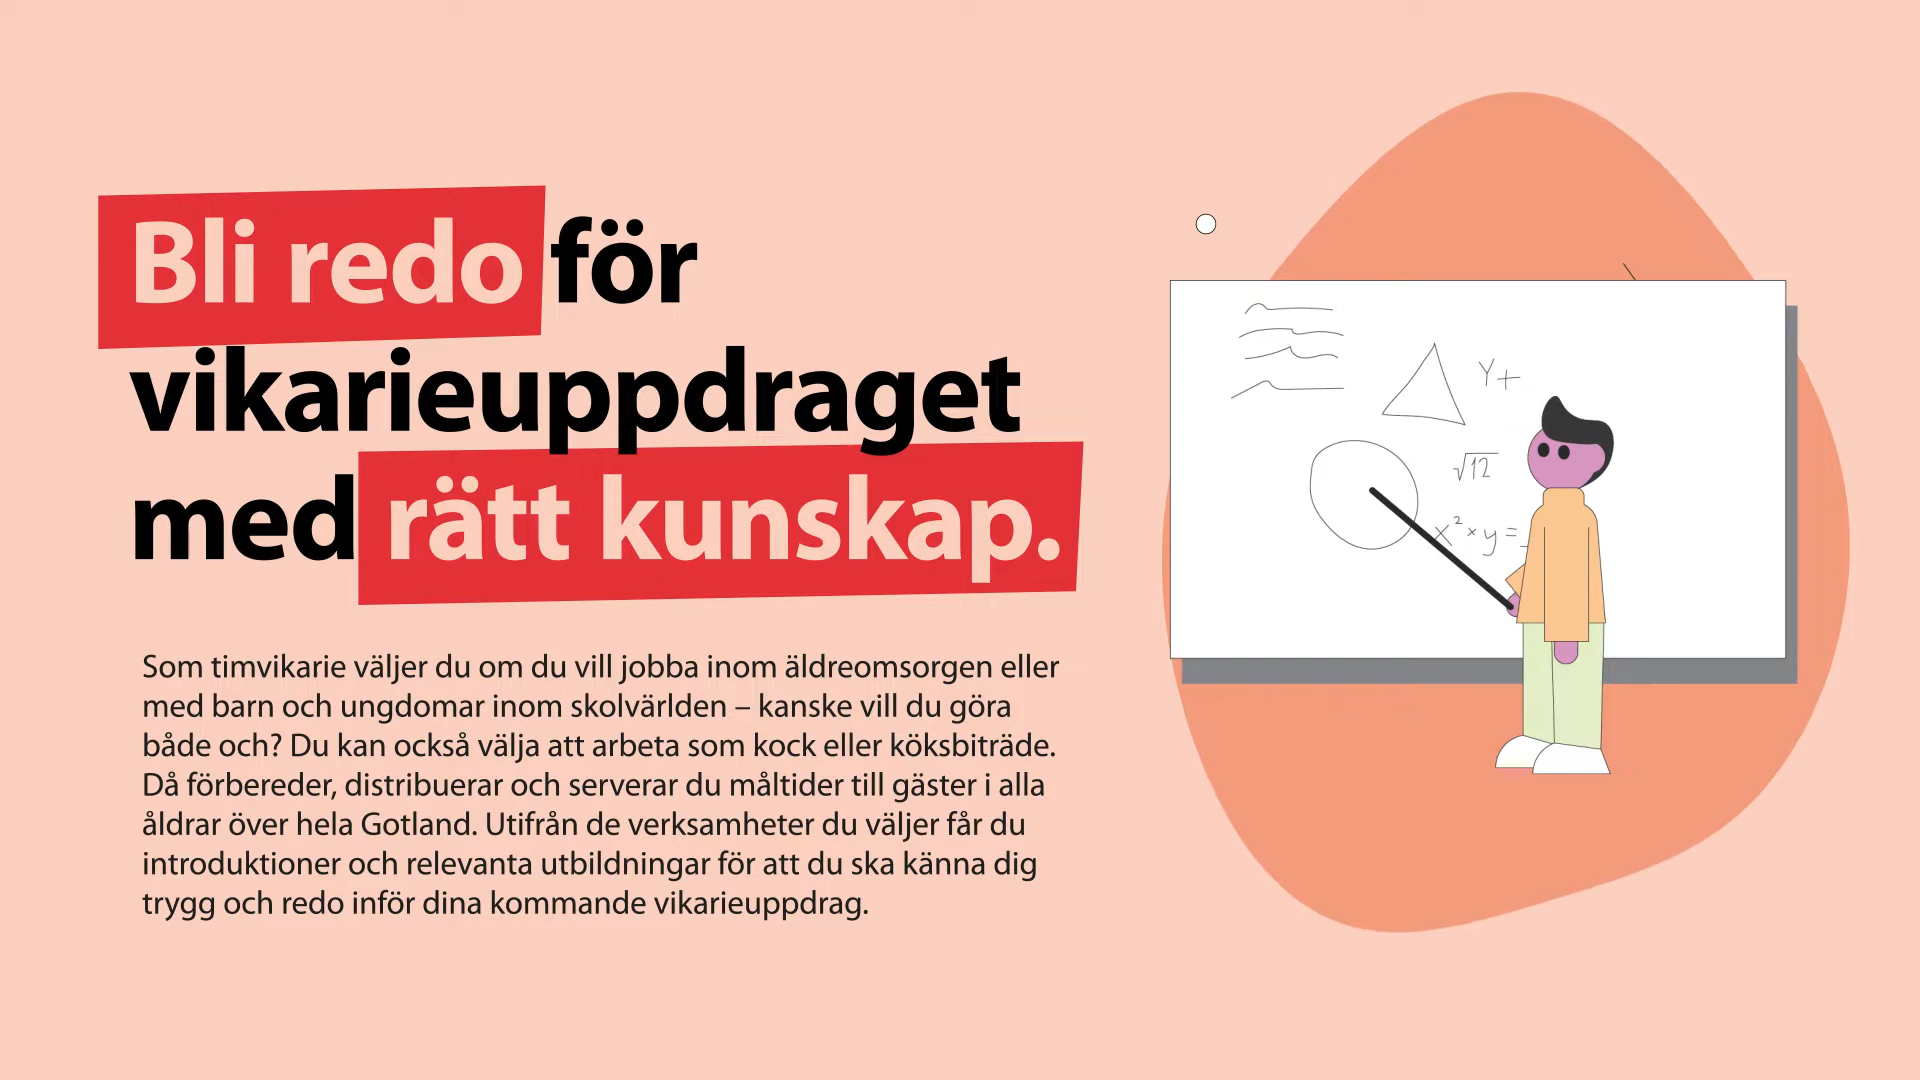 Bli redo för
vikarieuppdraget
med rätt kunskap.
Som timvikarie väljer du om du vill jobba inom äldreomsorgen eller
med barn och ungdomar inom skolvärlden – kanske vill du göra
både och? Du kan också välja att arbeta som kock eller köksbiträde.
Då förbereder, distribuerar och serverar du måltider till gäster i alla
åldrar över hela Gotland. Utifrån de verksamheter du väljer får du
introduktioner och relevanta utbildningar för att du ska känna dig
trygg och redo inför dina kommande vikarieuppdrag.
Y+
√12
x² × y =